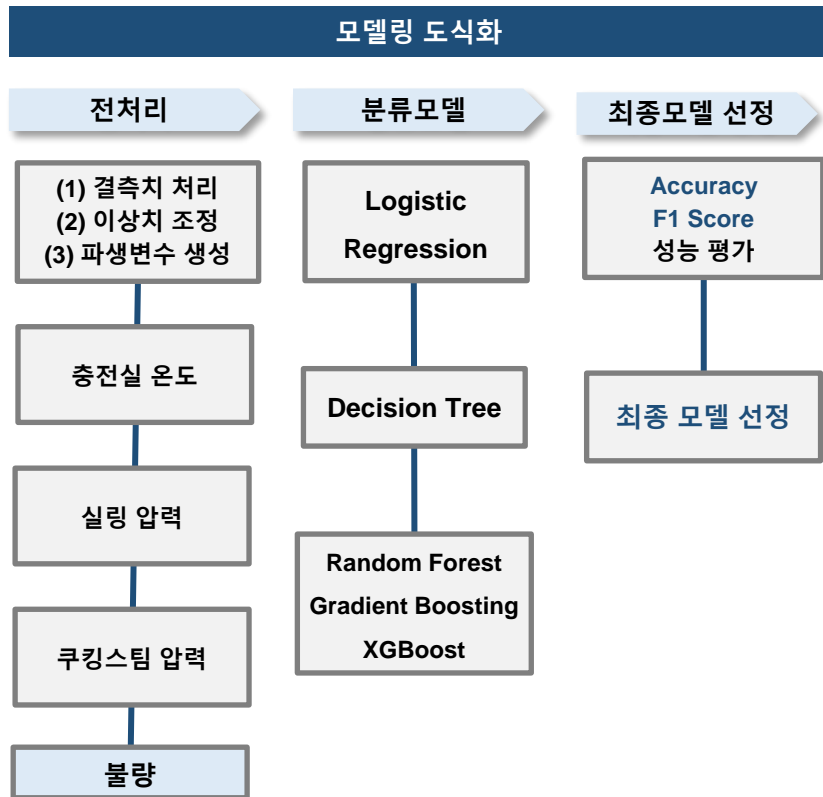 모델링 도식화
전처리
(1) 결측치 처리
(2) 이상치 조정
(3) 파생변수 생성
충전실 온도
실링 압력
쿠킹스팀 압력
불량
분류모델
Logistic
Regression
Decision Tree
Random Forest
Gradient Boosting
XGBoost
최종모델 선정
Accuracy
F1 Score
성능 평가
최종 모델 선정